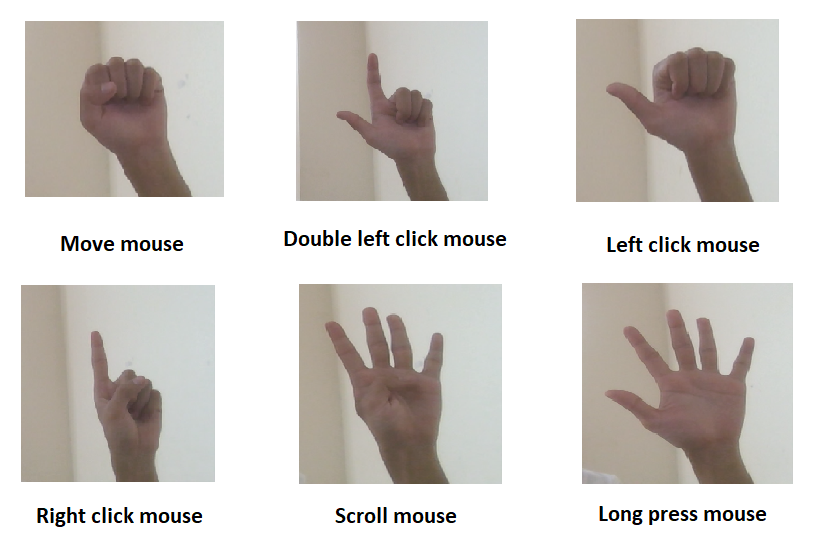 Move mouse
Double left click mouse
Left click mouse
Right click mouse
Scroll mouse
Long press mouse